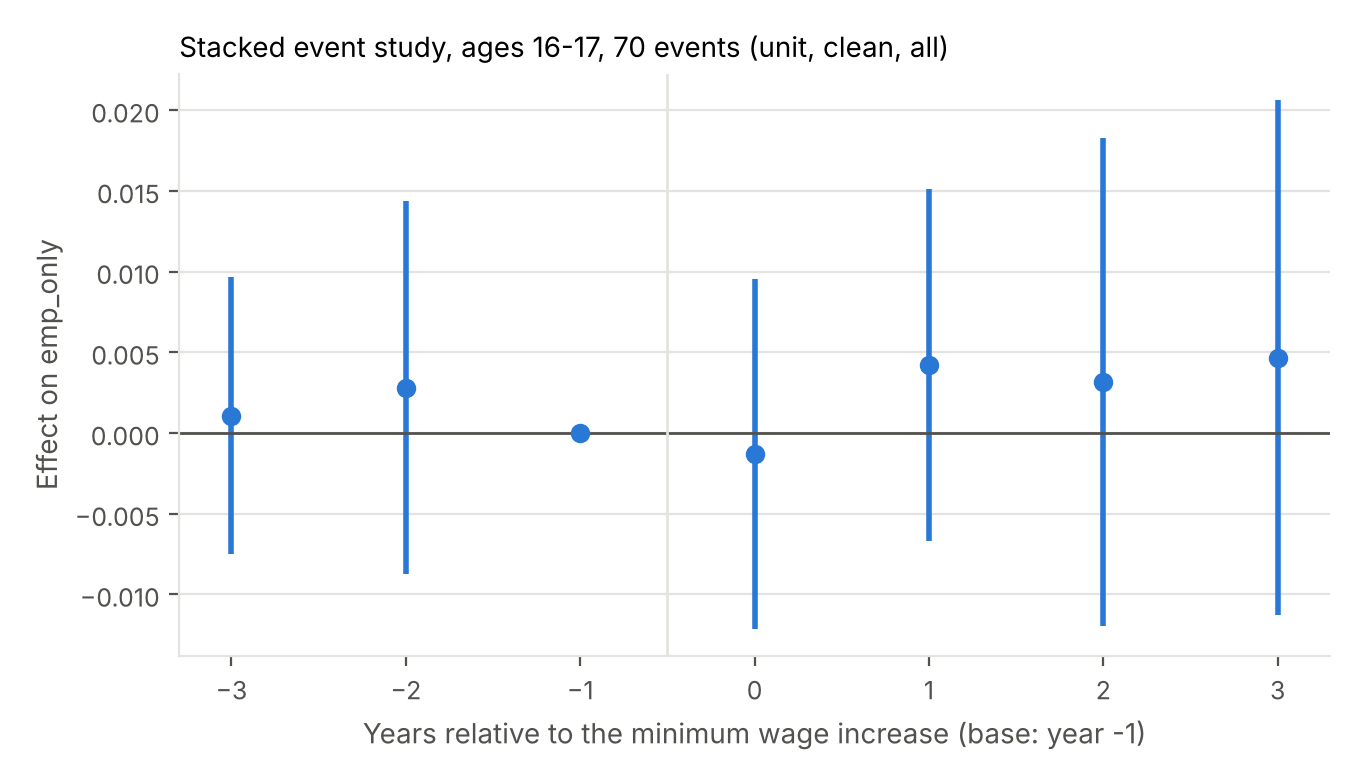 Stacked event study, ages 16-17, 70 events (unit, clean, all)
Effect on emp_only
0.020
0.015
0.010
0.005
0.000
−0.005
−0.010
−3 −2 −1 0 1 2 3
Years relative to the minimum wage increase (base: year -1)